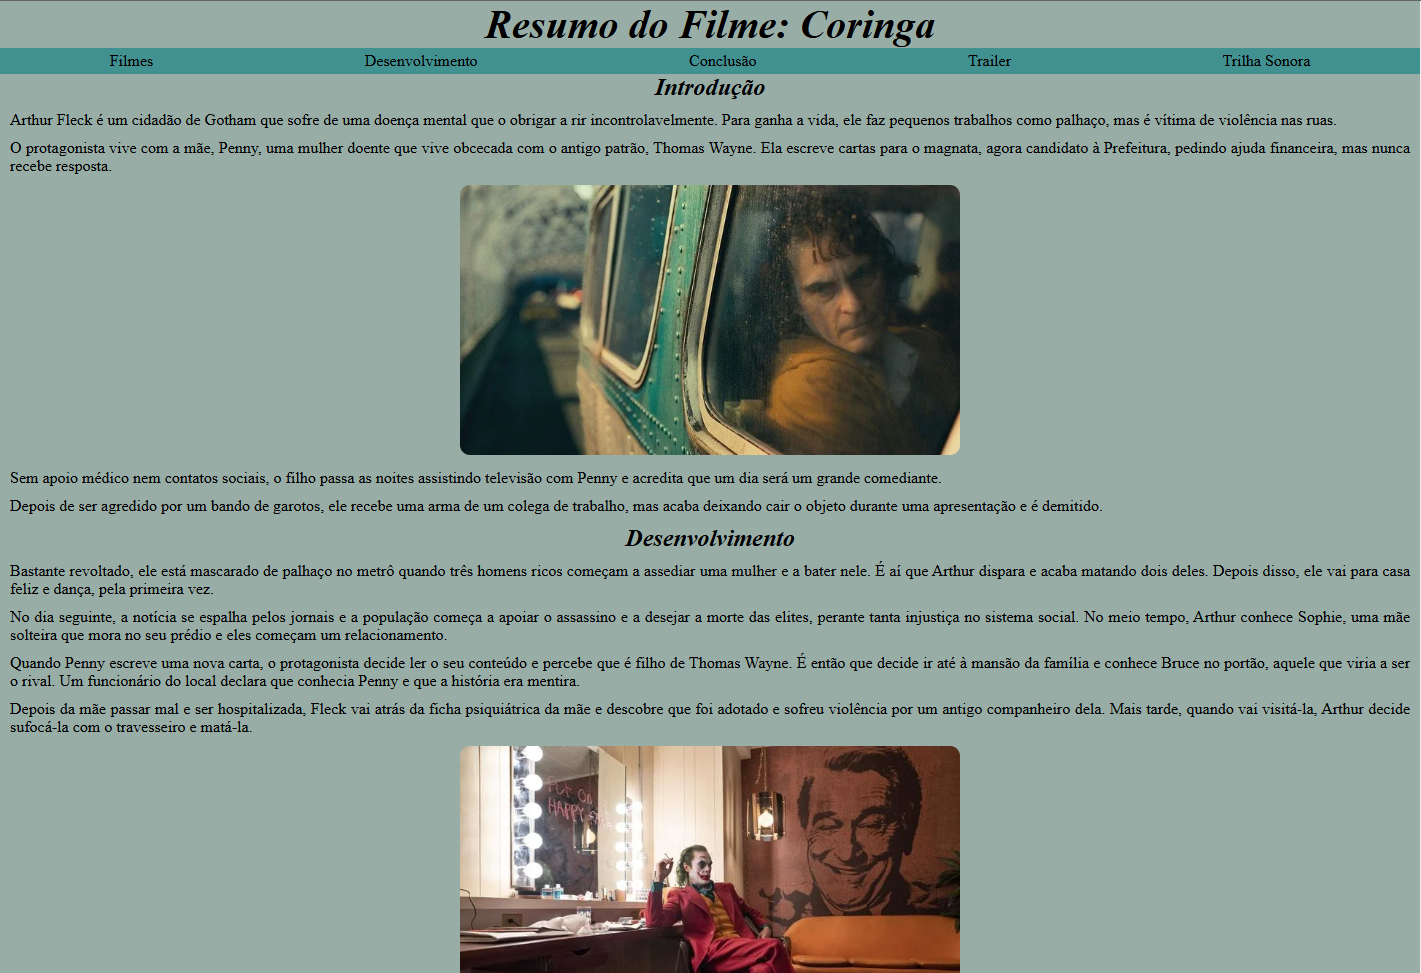 Resumo do Filme: Coringa
Filmes Desenvolvimento Conclusão Trailer Trilha Sonora
Introdução
Arthur Fleck é um cidadão de Gotham que sofre de uma doença mental que o obrigar a rir incontrolavelmente. Para ganha a vida, ele faz pequenos trabalhos como palhaço, mas é vítima de violência nas ruas.
O protagonista vive com a mãe, Penny, uma mulher doente que vive obcecada com o antigo patrão, Thomas Wayne. Ela escreve cartas para o magnata, agora candidato à Prefeitura, pedindo ajuda financeira, mas nunca
recebe resposta.
Sem apoio médico nem contatos sociais, o filho passa as noites assistindo televisão com Penny e acredita que um dia será um grande comediante.
Depois de ser agredido por um bando de garotos, ele recebe uma arma de um colega de trabalho, mas acaba deixando cair o objeto durante uma apresentação e é demitido.
Desenvolvimento
Bastante revoltado, ele está mascarado de palhaço no metrô quando três homens ricos começam a assediar uma mulher e a bater nele. É aí que Arthur dispara e acaba matando dois deles. Depois disso, ele vai para casa
feliz e dança, pela primeira vez.
No dia seguinte, a notícia se espalha pelos jornais e a população começa a apoiar o assassino e a desejar a morte das elites, perante tanta injustiça no sistema social. No meio tempo, Arthur conhece Sophie, uma mãe
solteira que mora no seu prédio e eles começam um relacionamento.
Quando Penny escreve uma nova carta, o protagonista decide ler o seu conteúdo e percebe que é filho de Thomas Wayne. É então que decide ir até à mansão da família e conhece Bruce no portão, aquele que viria a ser
o rival. Um funcionário do local declara que conhecia Penny e que a história era mentira.
Depois da mãe passar mal e ser hospitalizada, Fleck vai atrás da ficha psiquiátrica da mãe e descobre que foi adotado e sofreu violência por um antigo companheiro dela. Mais tarde, quando vai visitá-la, Arthur decide
sufocá-la com o travesseiro e matá-la.